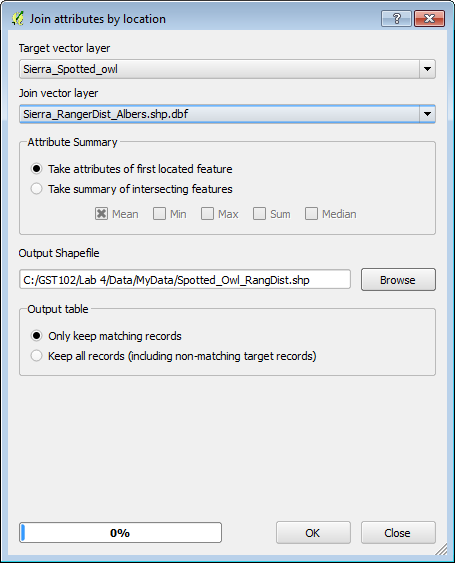 Join attributes by location
Target vector layer
Sierra_Spotted_owl
Join vector layer
Sierra_RangerDist_Albers.shp.dbf
Attribute Summary
Take attributes of first located feature
Take summary of intersecting features
Mean Min Max Sum Median
Output Shapefile
C:/GST102/Lab 4/Data/MyData/Spotted_Owl_RangDist.shp Browse
Output table
Only keep matching records
Keep all records (including non-matching target records)
0% OK Close